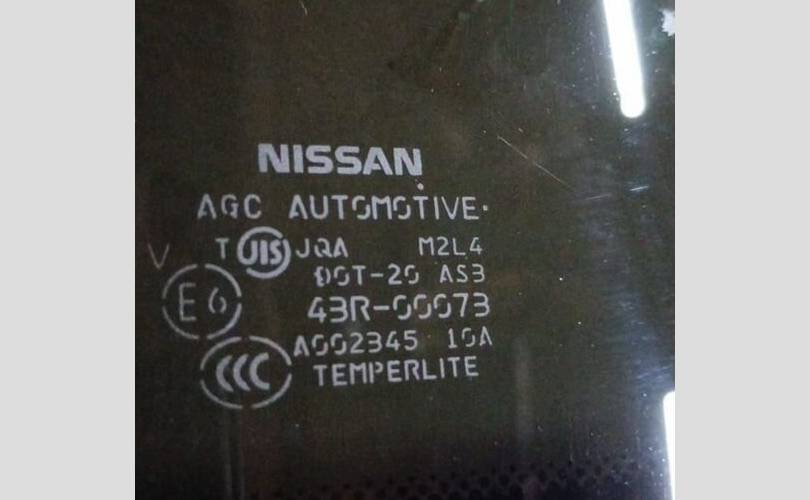 NISSAN
AGC AUTOMOTIVE
T JIS JQA M2L4
V
DOT-20 AS3
E6
43R-00073
A002345 10A
CCC
TEMPERLITE